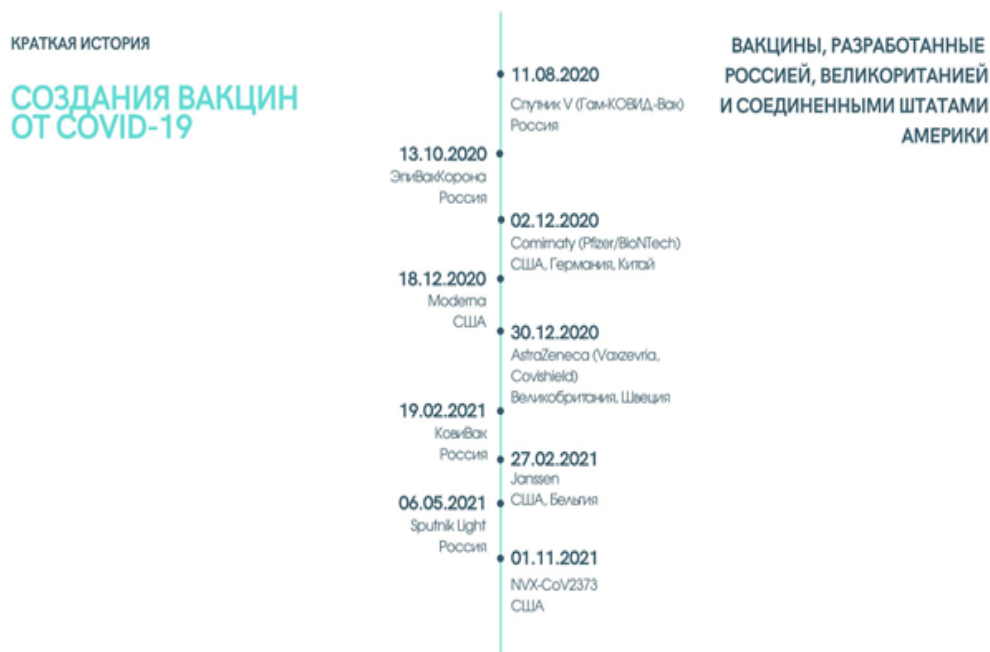 КРАТКАЯ ИСТОРИЯ
СОЗДАНИЯ ВАКЦИН
ОТ COVID-19
ВАКЦИНЫ, РАЗРАБОТАННЫЕ
РОССИЕЙ, ВЕЛИКОРИТАНИЕЙ
И СОЕДИНЕННЫМИ ШТАТАМИ
АМЕРИКИ
11.08.2020
Спутник V (Гам-КОВИД-Вак)
Россия
13.10.2020
ЭпиВакКорона
Россия
02.12.2020
Comirnaty (Pfizer/BioNTech)
США, Германия, Китай
18.12.2020
Moderna
США
30.12.2020
AstraZeneca (Vaxzevria,
Covishield)
Великобритания, Швеция
19.02.2021
КовиВак
Россия
27.02.2021
Janssen
США, Бельгия
06.05.2021
Sputnik Light
Россия
01.11.2021
NVX-CoV2373
США